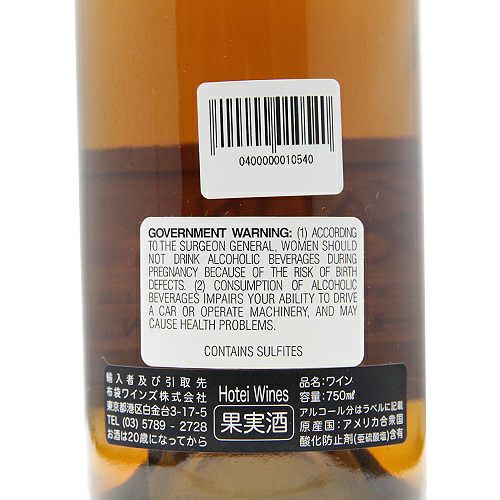 0400000010540
GOVERNMENT WARNING: (1) ACCORDING
TO THE SURGEON GENERAL, WOMEN SHOULD
NOT DRINK ALCOHOLIC BEVERAGES DURING
PREGNANCY BECAUSE OF THE RISK OF BIRTH
DEFECTS. (2) CONSUMPTION OF ALCOHOLIC
BEVERAGES IMPAIRS YOUR ABILITY TO DRIVE
A CAR OR OPERATE MACHINERY, AND MAY
CAUSE HEALTH PROBLEMS.
CONTAINS SULFITES
輸入者及び引取先
布袋ワインズ株式会社
東京都港区白金台3-17-5
TEL (03) 5789 - 2728
お酒は20歳になってから
Hotei Wines
果実酒
品名:ワイン
容量:750㎖
アルコール分はラベルに記載
原産国:アメリカ合衆国
酸化防止剤(亜硫酸塩)含有